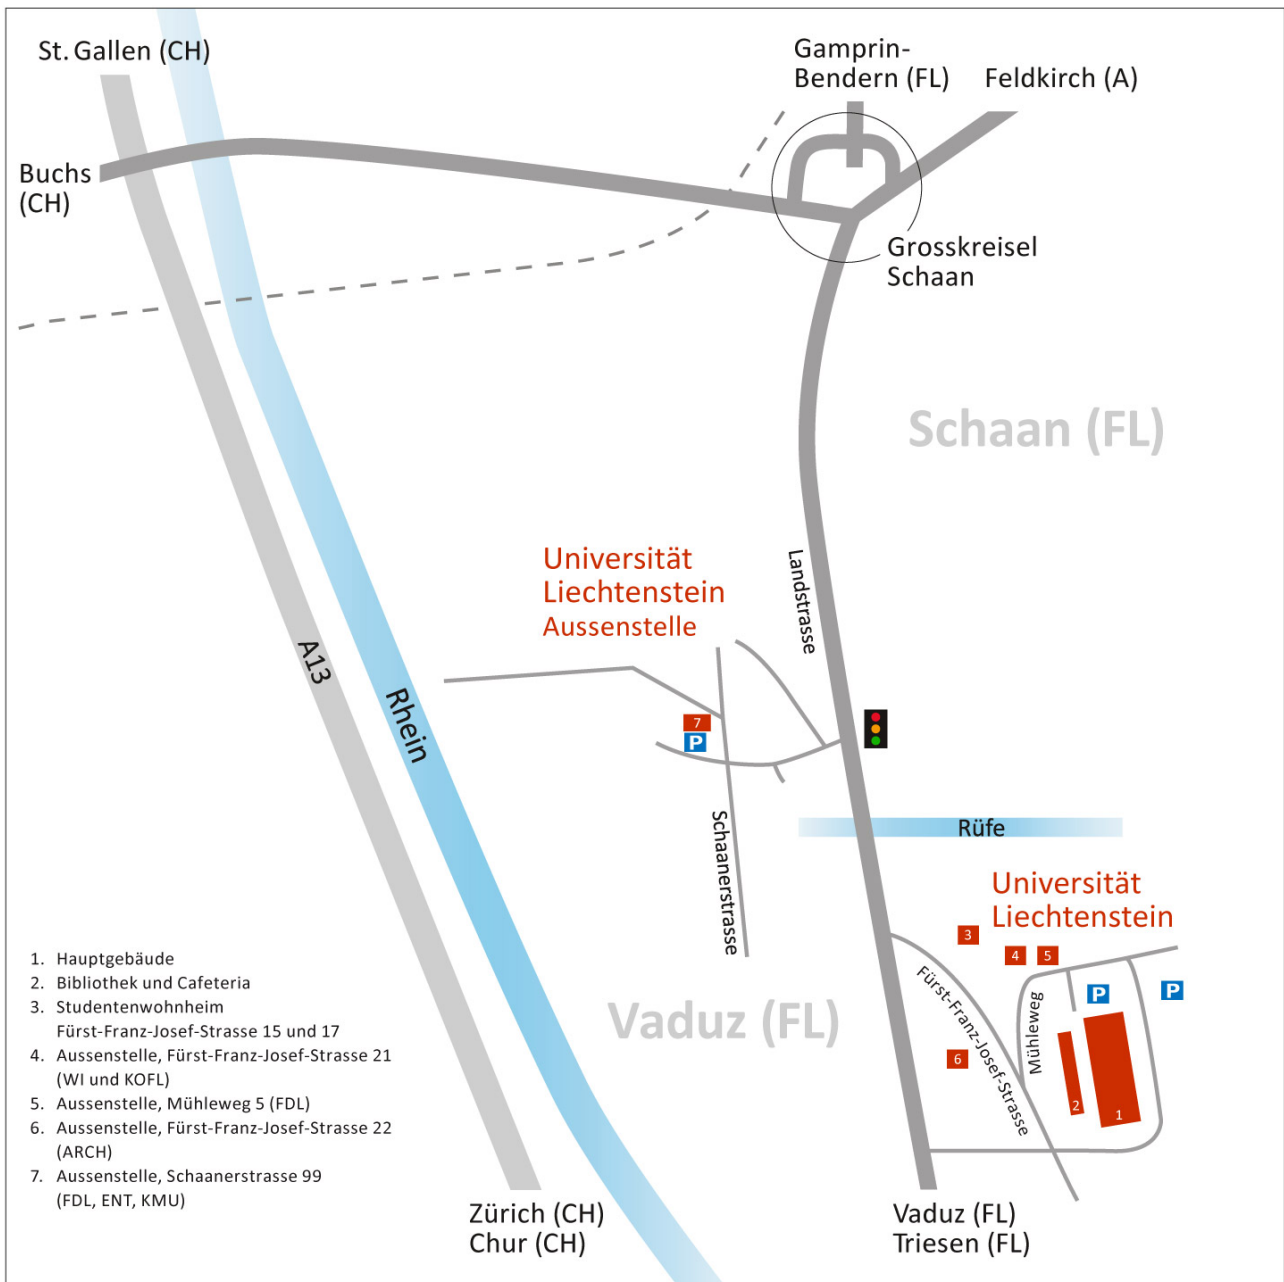 St. Gallen (CH)
Gamprin-
Bendern (FL)
Feldkirch (A)
Buchs
(CH)
Grosskreisel
Schaan
Schaan (FL)
Universität
Liechtenstein
Aussenstelle
Landstrasse
A13
Rhein
7
P
Schaanerstrasse
Rüfe
Universität
Liechtenstein
3
4
5
Fürst-Franz-Josef-Strasse
Mühleweg
P
P
6
2
1
Vaduz (FL)
1. Hauptgebäude
2. Bibliothek und Cafeteria
3. Studentenwohnheim
Fürst-Franz-Josef-Strasse 15 und 17
4. Aussenstelle, Fürst-Franz-Josef-Strasse 21
(WI und KOFL)
5. Aussenstelle, Mühleweg 5 (FDL)
6. Aussenstelle, Fürst-Franz-Josef-Strasse 22
(ARCH)
7. Aussenstelle, Schaanerstrasse 99
(FDL, ENT, KMU)
Zürich (CH)
Chur (CH)
Vaduz (FL)
Triesen (FL)